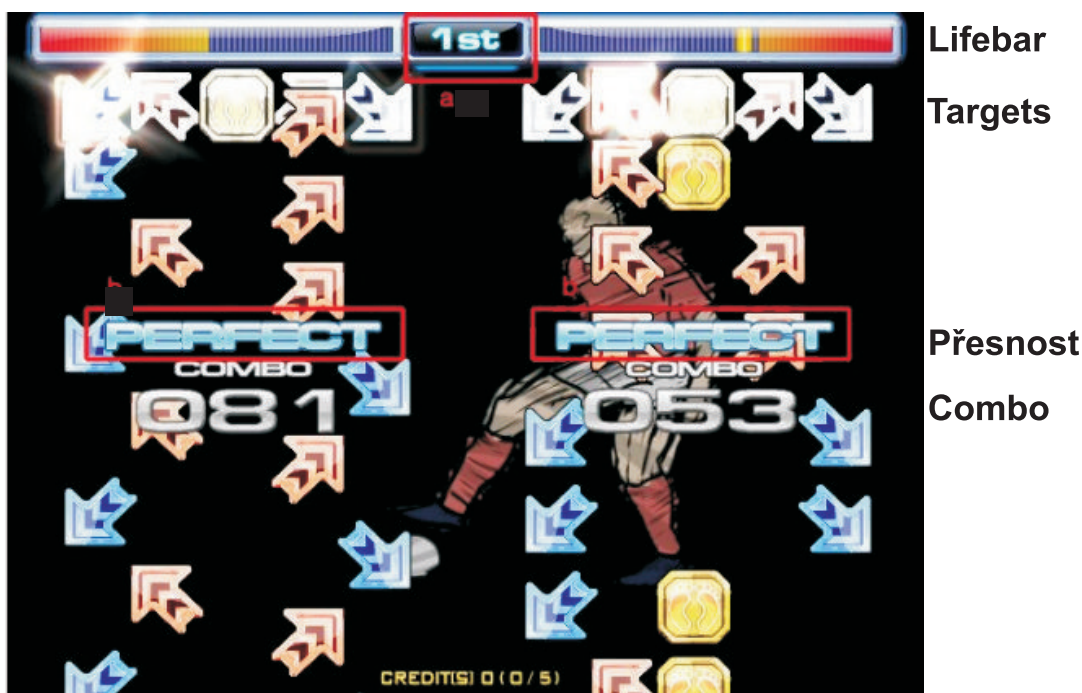 1st
Lifebar
a
Targets
b
b
PERFECT
PERFECT
Přesnost
COMBO
COMBO
081
053
Combo
CREDIT(S) 0 ( 0 / 5 )